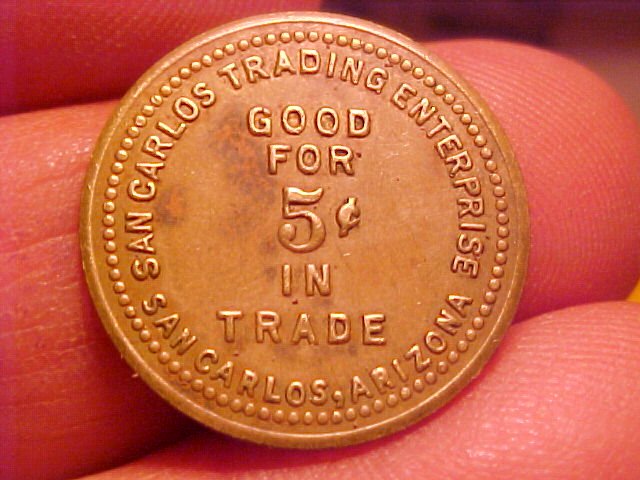 SAN CARLOS TRADING ENTERPRISE
GOOD
FOR
5¢
IN
TRADE
SAN CARLOS, ARIZONA